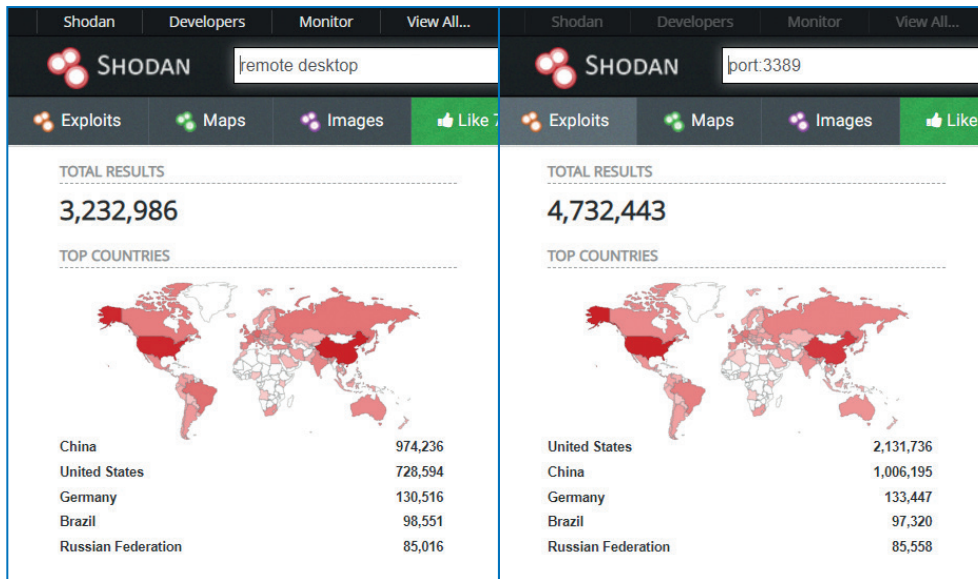 Shodan Developers Monitor View All...
SHODAN remote desktop
Exploits Maps Images Like 7
TOTAL RESULTS
3,232,986
TOP COUNTRIES
China 974,236
United States 728,594
Germany 130,516
Brazil 98,551
Russian Federation 85,016
Shodan Developers Monitor View All...
SHODAN port:3389
Exploits Maps Images Like
TOTAL RESULTS
4,732,443
TOP COUNTRIES
United States 2,131,736
China 1,006,195
Germany 133,447
Brazil 97,320
Russian Federation 85,558